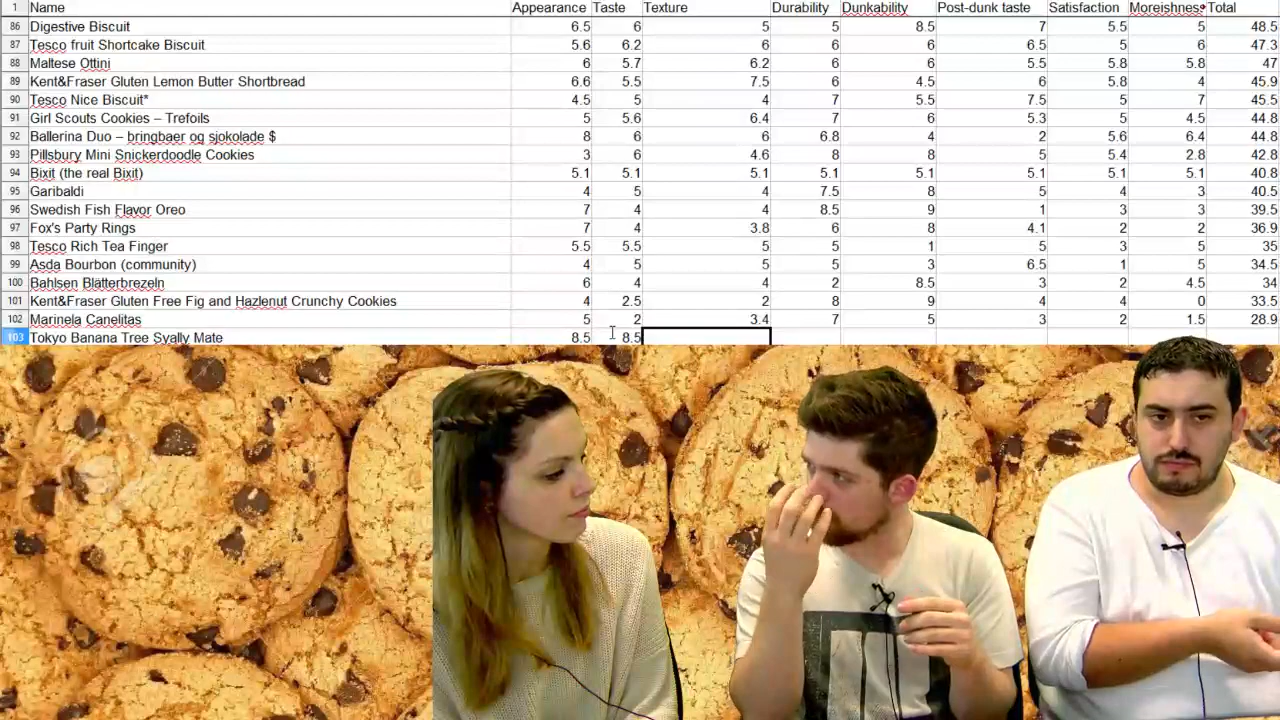 1 Name Appearance Taste Texture Durability Dunkability Post-dunk taste Satisfaction Moreishnes Total
86 Digestive Biscuit 6.5 6 5 5 8.5 7 5.5 5 48.5
87 Tesco fruit Shortcake Biscuit 5.6 6.2 6 6 6 6.5 5 6 47.3
88 Maltese Ottini 6 5.7 6.2 6 6 5.5 5.8 5.8 47
89 Kent&Fraser Gluten Lemon Butter Shortbread 6.6 5.5 7.5 6 4.5 6 5.8 4 45.9
90 Tesco Nice Biscuit* 4.5 5 4 7 5.5 7.5 5 7 45.5
91 Girl Scouts Cookies – Trefoils 5 5.6 6.4 7 6 5.3 5 4.5 44.8
92 Ballerina Duo – bringbaer og sjokolade $ 8 6 6 6.8 4 2 5.6 6.4 44.8
93 Pillsbury Mini Snickerdoodle Cookies 3 6 4.6 8 8 5 5.4 2.8 42.8
94 Bixit (the real Bixit) 5.1 5.1 5.1 5.1 5.1 5.1 5.1 5.1 40.8
95 Garibaldi 4 5 4 7.5 8 5 4 3 40.5
96 Swedish Fish Flavor Oreo 7 4 4 8.5 9 1 3 3 39.5
97 Fox's Party Rings 7 4 3.8 6 8 4.1 2 2 36.9
98 Tesco Rich Tea Finger 5.5 5.5 5 5 1 5 3 5 35
99 Asda Bourbon (community) 4 5 5 5 3 6.5 1 5 34.5
100 Bahlsen Blätterbrezeln 6 4 4 2 8.5 3 2 4.5 34
101 Kent&Fraser Gluten Free Fig and Hazlenut Crunchy Cookies 4 2.5 2 8 9 4 4 0 33.5
102 Marinela Canelitas 5 2 3.4 7 5 3 2 1.5 28.9
103 Tokyo Banana Tree Syally Mate 8.5 8.5